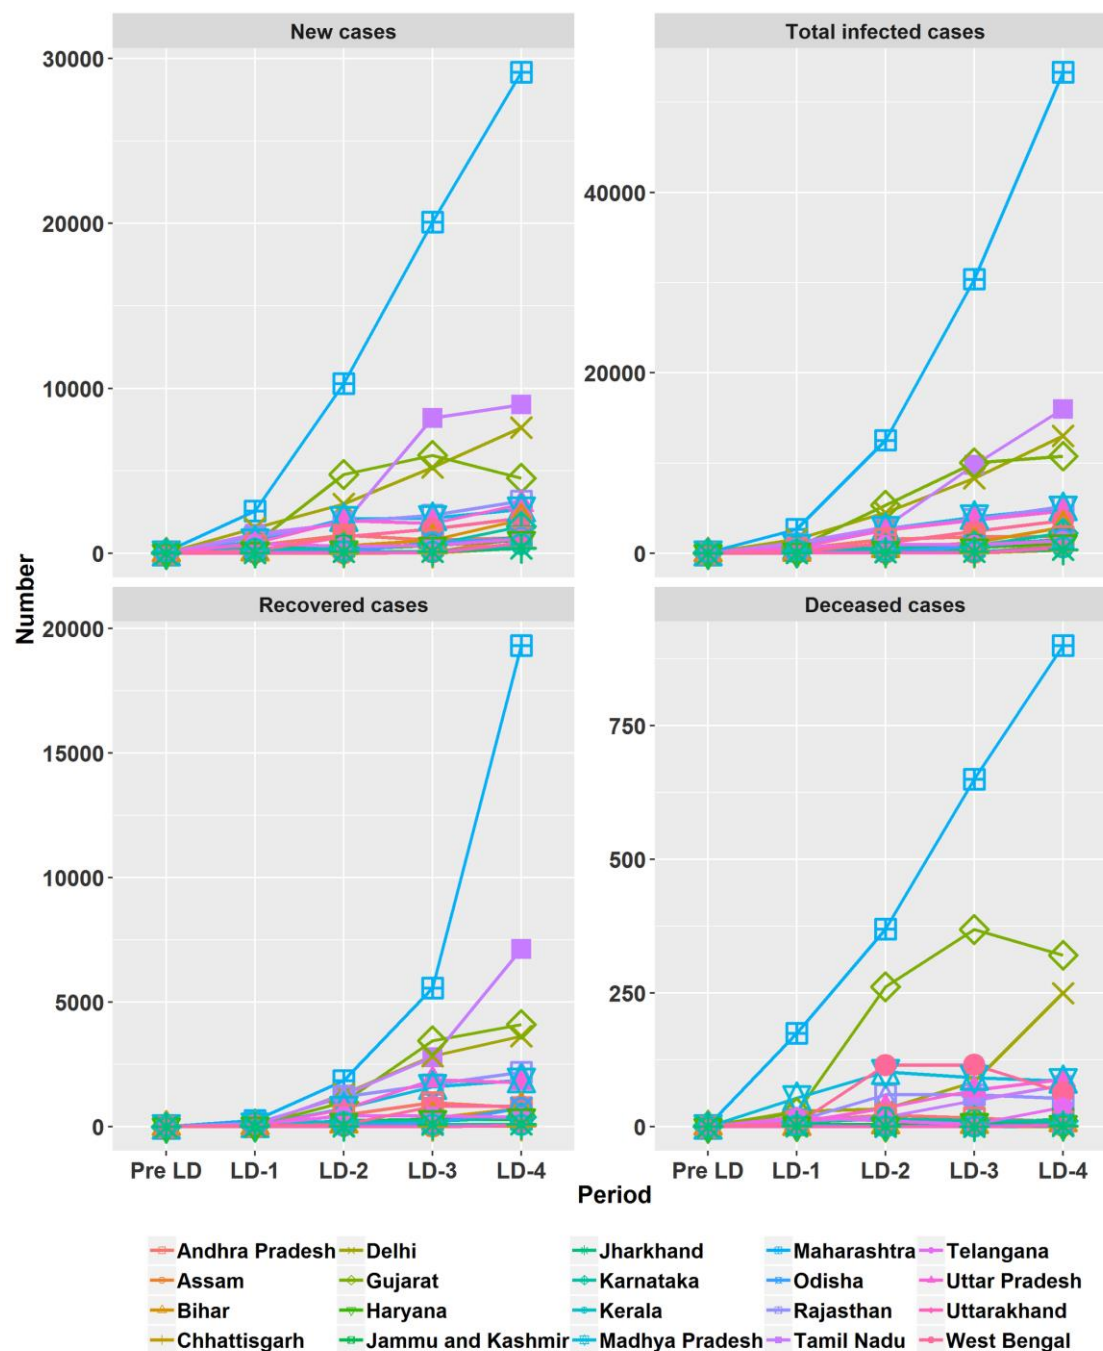 New cases
Total infected cases
30000
20000
10000
0
40000
20000
0
Number
Recovered cases
Deceased cases
20000
15000
10000
5000
0
750
500
250
0
Pre LD LD-1 LD-2 LD-3 LD-4
Pre LD LD-1 LD-2 LD-3 LD-4
Period
Andhra Pradesh Delhi Jharkhand Maharashtra Telangana
Assam Gujarat Karnataka Odisha Uttar Pradesh
Bihar Haryana Kerala Rajasthan Uttarakhand
Chhattisgarh Jammu and Kashmir Madhya Pradesh Tamil Nadu West Bengal